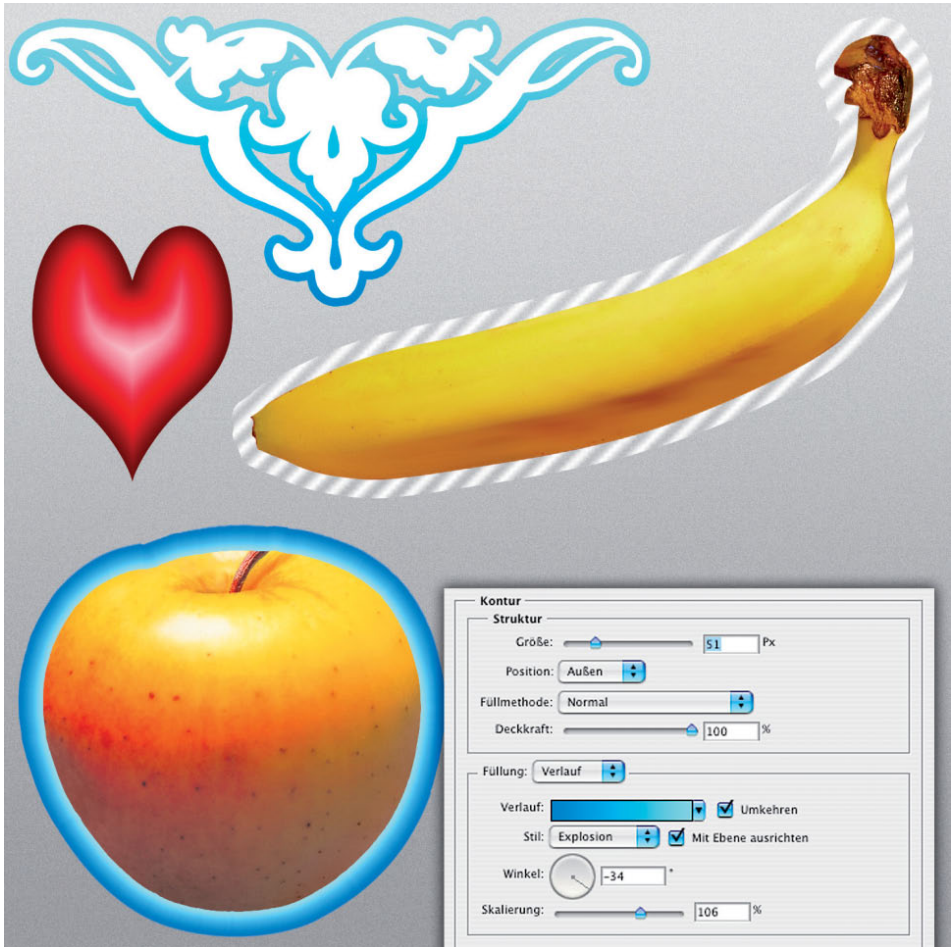 Kontur
Struktur
Größe: 51 Px
Position: Außen
Füllmethode: Normal
Deckkraft: 100 %
Füllung: Verlauf
Verlauf: Umkehren
Stil: Explosion Mit Ebene ausrichten
Winkel: -34 °
Skalierung: 106 %